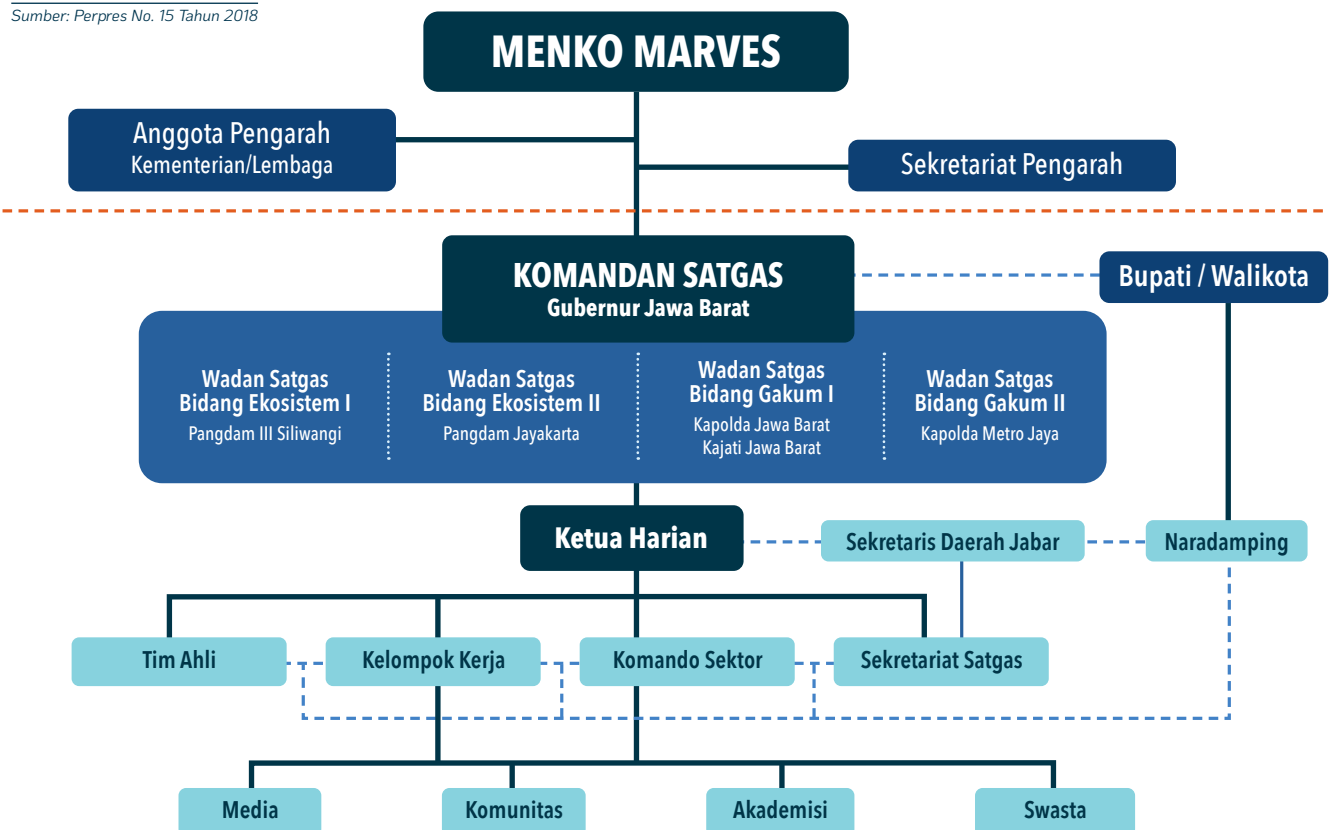 Sumber: Perpres No. 15 Tahun 2018
MENKO MARVES
Anggota Pengarah
Kementerian/Lembaga
Sekretariat Pengarah
KOMANDAN SATGAS
Gubernur Jawa Barat
Bupati / Walikota
Wadan Satgas
Bidang Ekosistem I
Pangdam III Siliwangi
Wadan Satgas
Bidang Ekosistem II
Pangdam Jayakarta
Wadan Satgas
Bidang Gakum I
Kapolda Jawa Barat
Kajati Jawa Barat
Wadan Satgas
Bidang Gakum II
Kapolda Metro Jaya
Ketua Harian
Sekretaris Daerah Jabar
Naradamping
Tim Ahli
Kelompok Kerja
Komando Sektor
Sekretariat Satgas
Media
Komunitas
Akademisi
Swasta